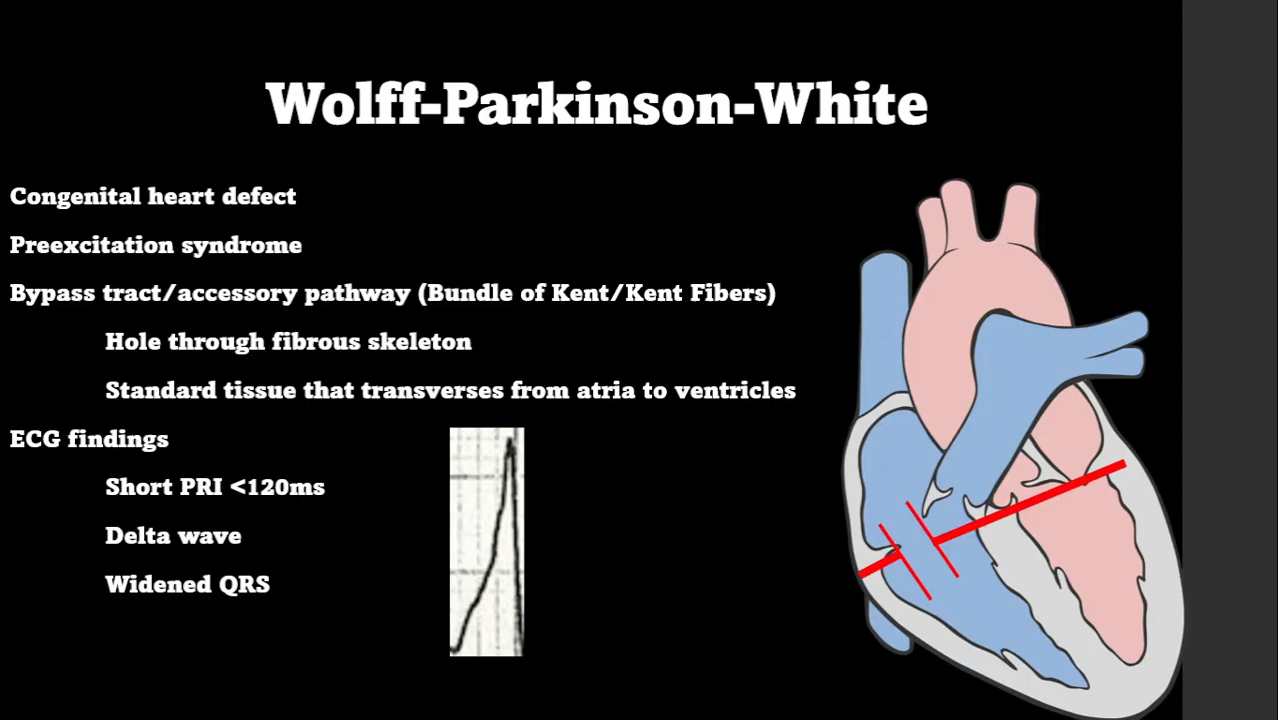 Wolff-Parkinson-White
Congenital heart defect
Preexcitation syndrome
Bypass tract/accessory pathway (Bundle of Kent/Kent Fibers)
Hole through fibrous skeleton
Standard tissue that transverses from atria to ventricles
ECG findings
Short PRI <120ms
Delta wave
Widened QRS